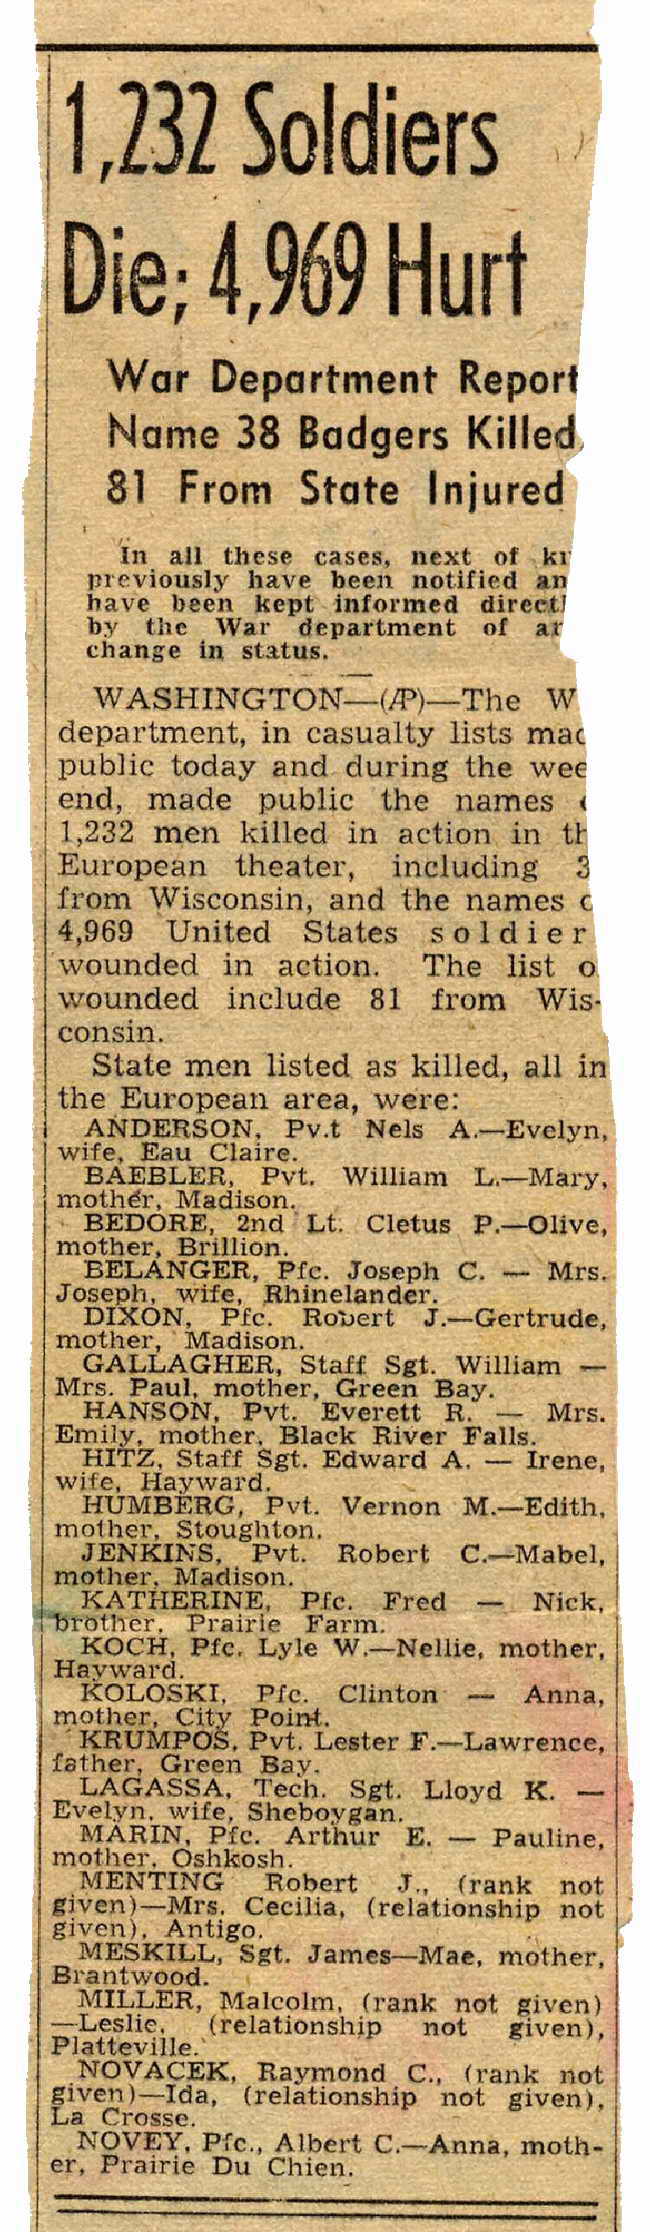 1,232 Soldiers
Die; 4,969 Hurt
War Department Report
Name 38 Badgers Killed
81 From State Injured
In all these cases, next of
previously have been notified
have been kept informed
by the War department of
change in status.
WASHINGTON—(AP)—The
department, in casualty lists
public today and during the
end, made public the names
1,232 men killed in action in
European theater, including
from Wisconsin, and the names
4,969 United States soldier
wounded in action. The list
wounded include 81 from Wis-
consin.
State men listed as killed, all in
the European area, were:
ANDERSON, Pv.t Nels A.—Evelyn,
wife, Eau Claire.
BAEBLER, Pvt. William L.—Mary,
mother, Madison.
BEDORE, 2nd Lt. Cletus P.—Olive,
mother, Brillion.
BELANGER, Pfc. Joseph C. — Mrs.
Joseph, wife, Rhinelander.
DIXON, Pfc. Robert J.—Gertrude,
mother, Madison.
GALLAGHER, Staff Sgt. William —
Mrs. Paul, mother, Green Bay.
HANSON, Pvt. Everett R. — Mrs.
Emily, mother, Black River Falls.
HITZ, Staff Sgt. Edward A. — Irene,
wife, Hayward.
HUMBERG, Pvt. Vernon M.—Edith,
mother, Stoughton.
JENKINS, Pvt. Robert C.—Mabel,
mother, Madison.
KATHERINE, Pfc. Fred — Nick,
brother, Prairie Farm.
KOCH, Pfc. Lyle W.—Nellie, mother,
Hayward.
KOLOSKI, Pfc. Clinton — Anna,
mother, City Point.
KRUMPOS, Pvt. Lester F.—Lawrence,
father, Green Bay.
LAGASSA, Tech. Sgt. Lloyd K. —
Evelyn, wife, Sheboygan.
MARIN, Pfc. Arthur E. — Pauline,
mother, Oshkosh.
MENTING Robert J., (rank not
given)—Mrs. Cecilia, (relationship not
given), Antigo.
MESKILL, Sgt. James—Mae, mother,
Brantwood.
MILLER, Malcolm, (rank not given)
—Leslie, (relationship not given),
Platteville.
NOVACEK, Raymond C., (rank not
given)—Ida, (relationship not given),
La Crosse.
NOVEY, Pfc., Albert C.—Anna, moth-
er, Prairie Du Chien.